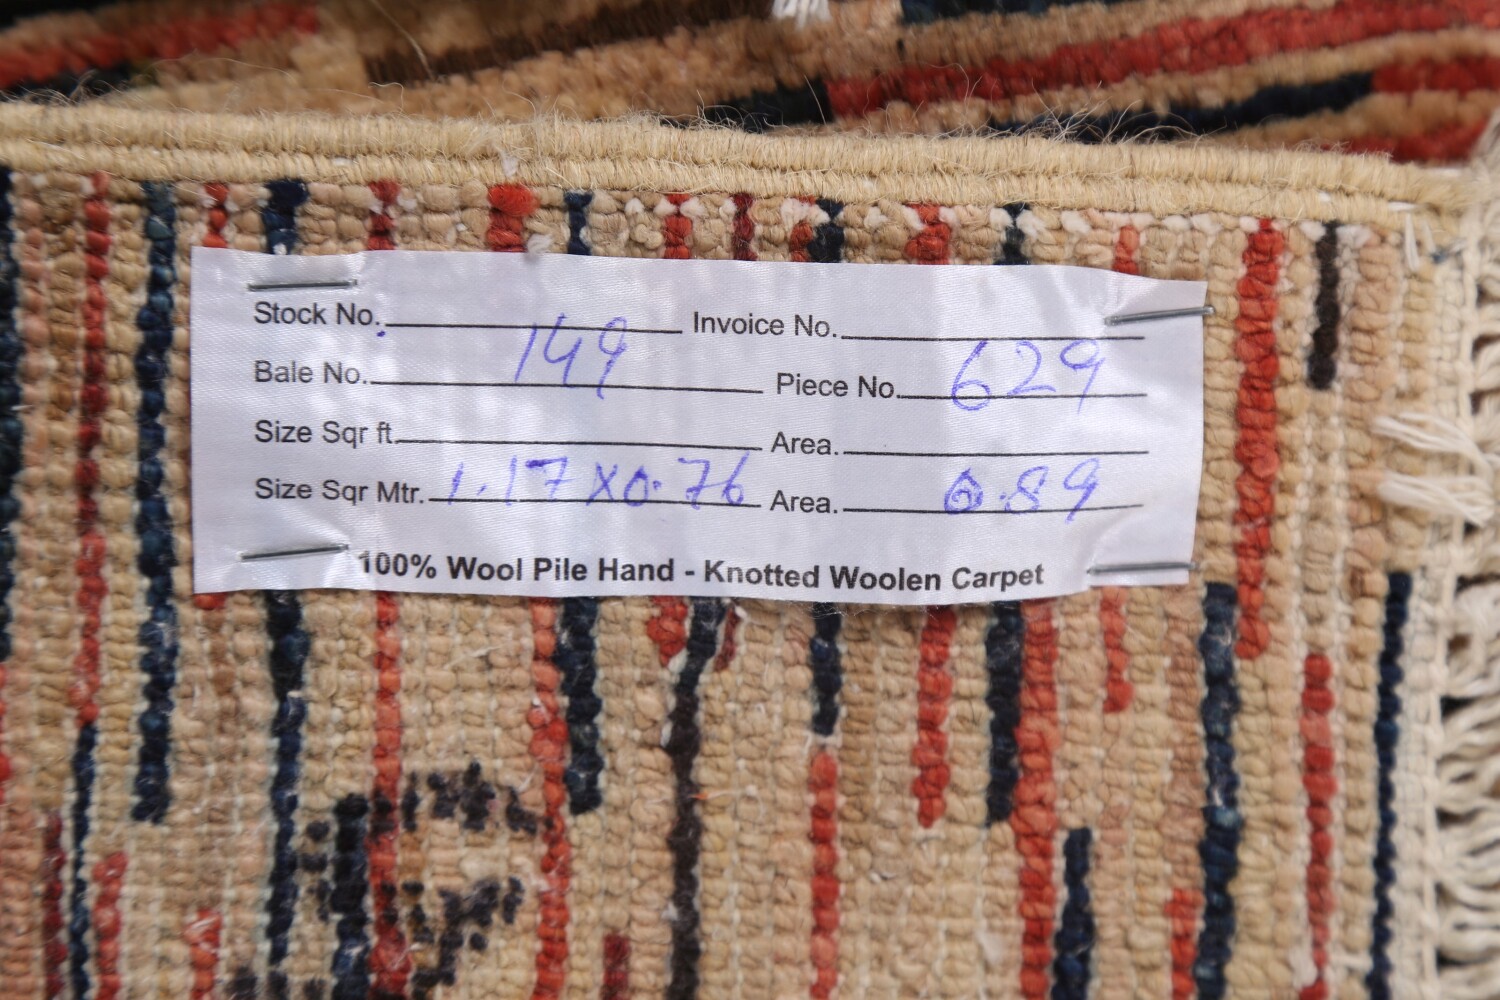 Stock No. Invoice No.
Bale No. 149 Piece No. 629
Size Sqr ft. Area.
Size Sqr Mtr. 1.17 X 0.76 Area. 0.89
100% Wool Pile Hand - Knotted Woolen Carpet